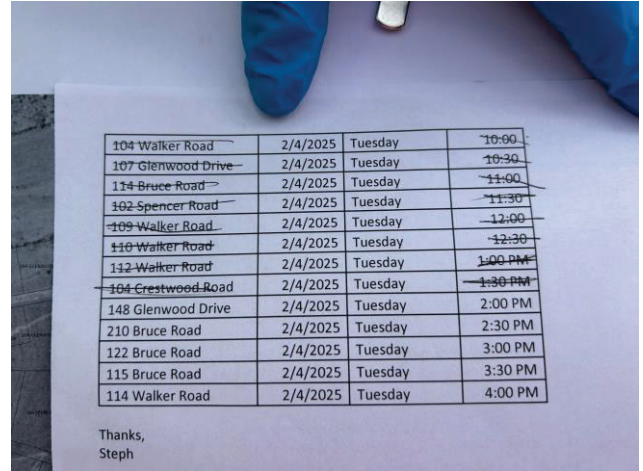 104 Walker Road 2/4/2025 Tuesday 10:00
107 Glenwood Drive 2/4/2025 Tuesday 10:30
114 Bruce Road 2/4/2025 Tuesday 11:00
102 Spencer Road 2/4/2025 Tuesday 11:30
109 Walker Road 2/4/2025 Tuesday 12:00
110 Walker Road 2/4/2025 Tuesday 12:30
112 Walker Road 2/4/2025 Tuesday 1:00 PM
104 Crestwood Road 2/4/2025 Tuesday 1:30 PM
148 Glenwood Drive 2/4/2025 Tuesday 2:00 PM
210 Bruce Road 2/4/2025 Tuesday 2:30 PM
122 Bruce Road 2/4/2025 Tuesday 3:00 PM
115 Bruce Road 2/4/2025 Tuesday 3:30 PM
114 Walker Road 2/4/2025 Tuesday 4:00 PM
Thanks,
Steph